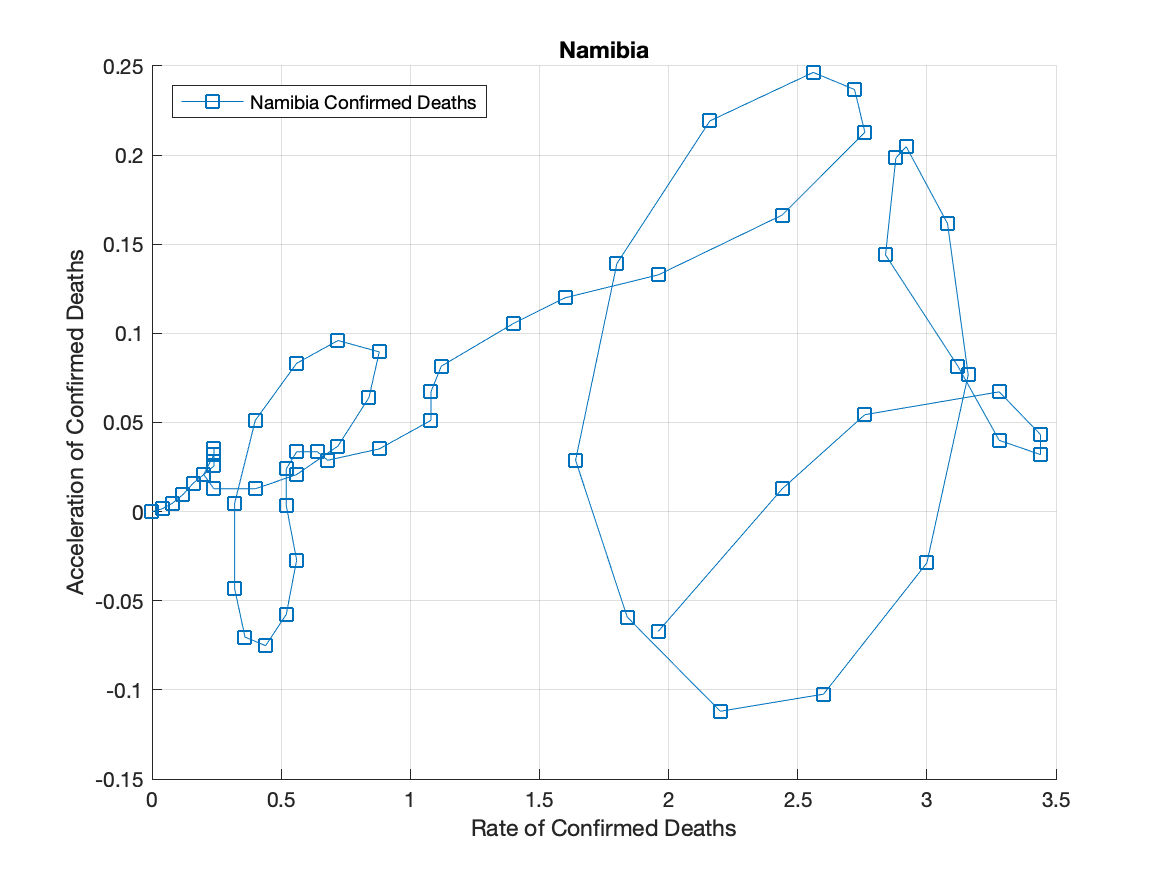 Namibia
Namibia Confirmed Deaths
Acceleration of Confirmed Deaths
0.25
0.2
0.15
0.1
0.05
0
-0.05
-0.1
-0.15
0 0.5 1 1.5 2 2.5 3 3.5
Rate of Confirmed Deaths